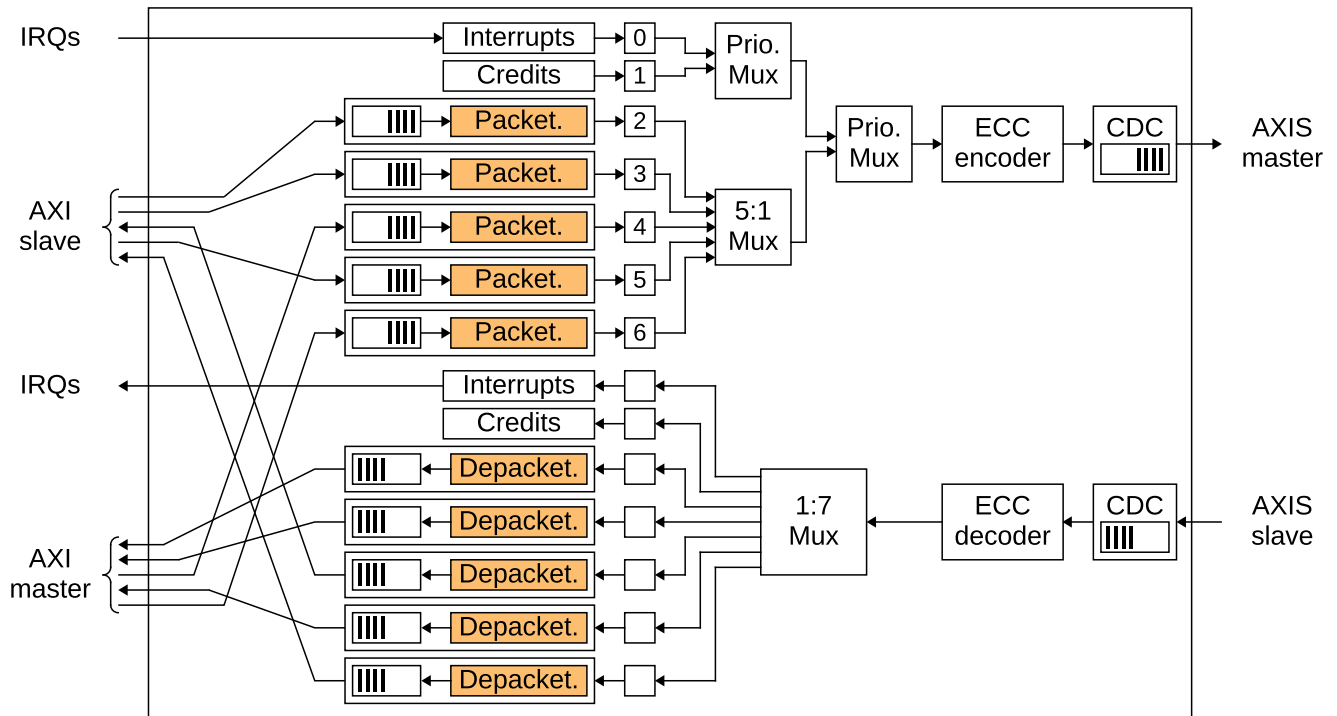 IRQs
Interrupts
0
Prio.
Mux
Credits
1
Packet.
2
Prio.
Mux
ECC
encoder
CDC
AXIS
master
Packet.
3
AXI
slave
Packet.
4
5:1
Mux
Packet.
5
Packet.
6
IRQs
Interrupts
Credits
Depacket.
1:7
Mux
ECC
decoder
CDC
AXIS
slave
Depacket.
AXI
master
Depacket.
Depacket.
Depacket.